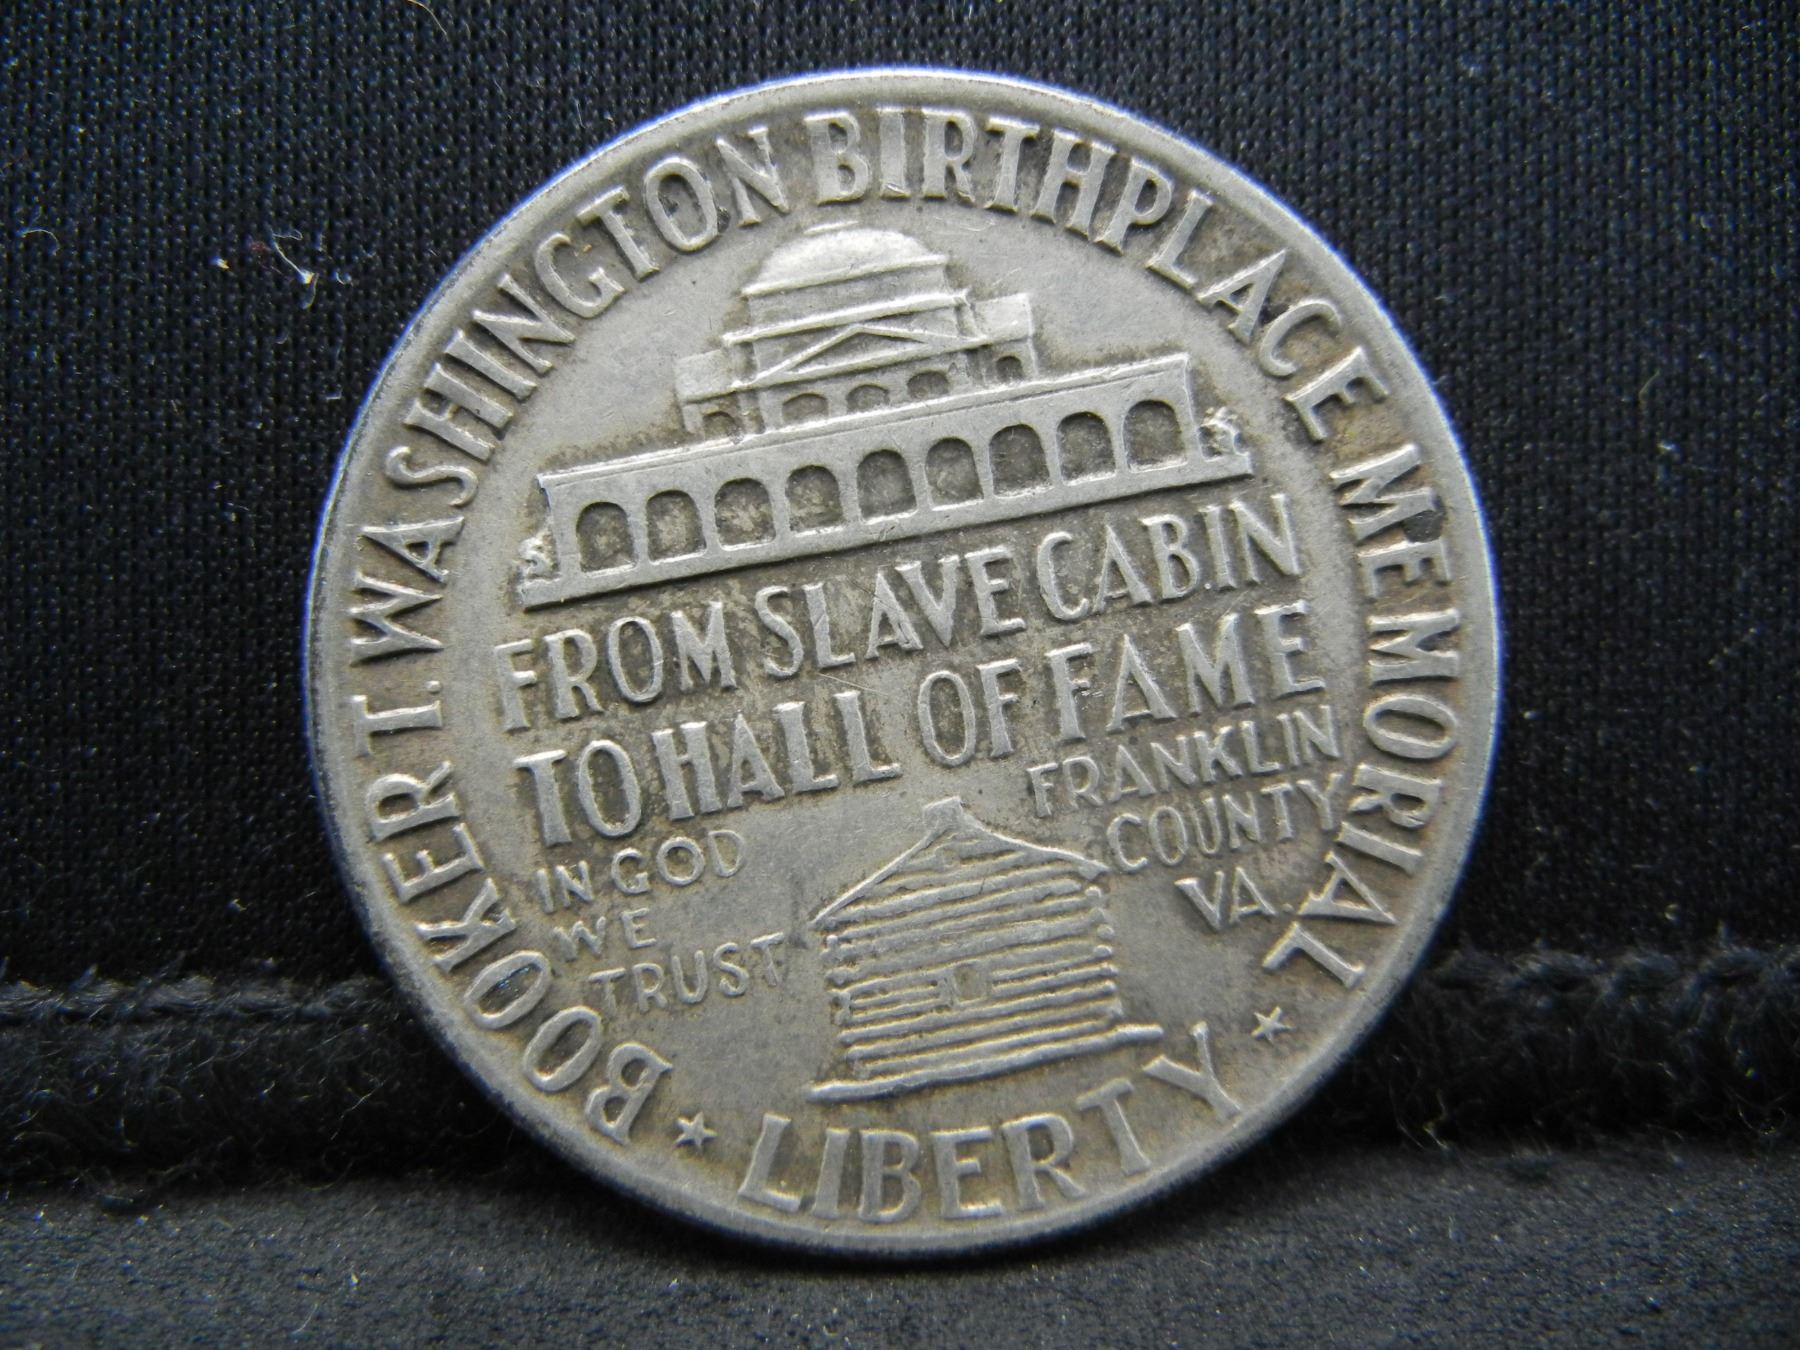 BOOKER T. WASHINGTON BIRTHPLACE MEMORIAL
FROM SLAVE CABIN
TO HALL OF FAME
IN GOD
WE
TRUST
FRANKLIN
COUNTY
VA.
LIBERTY